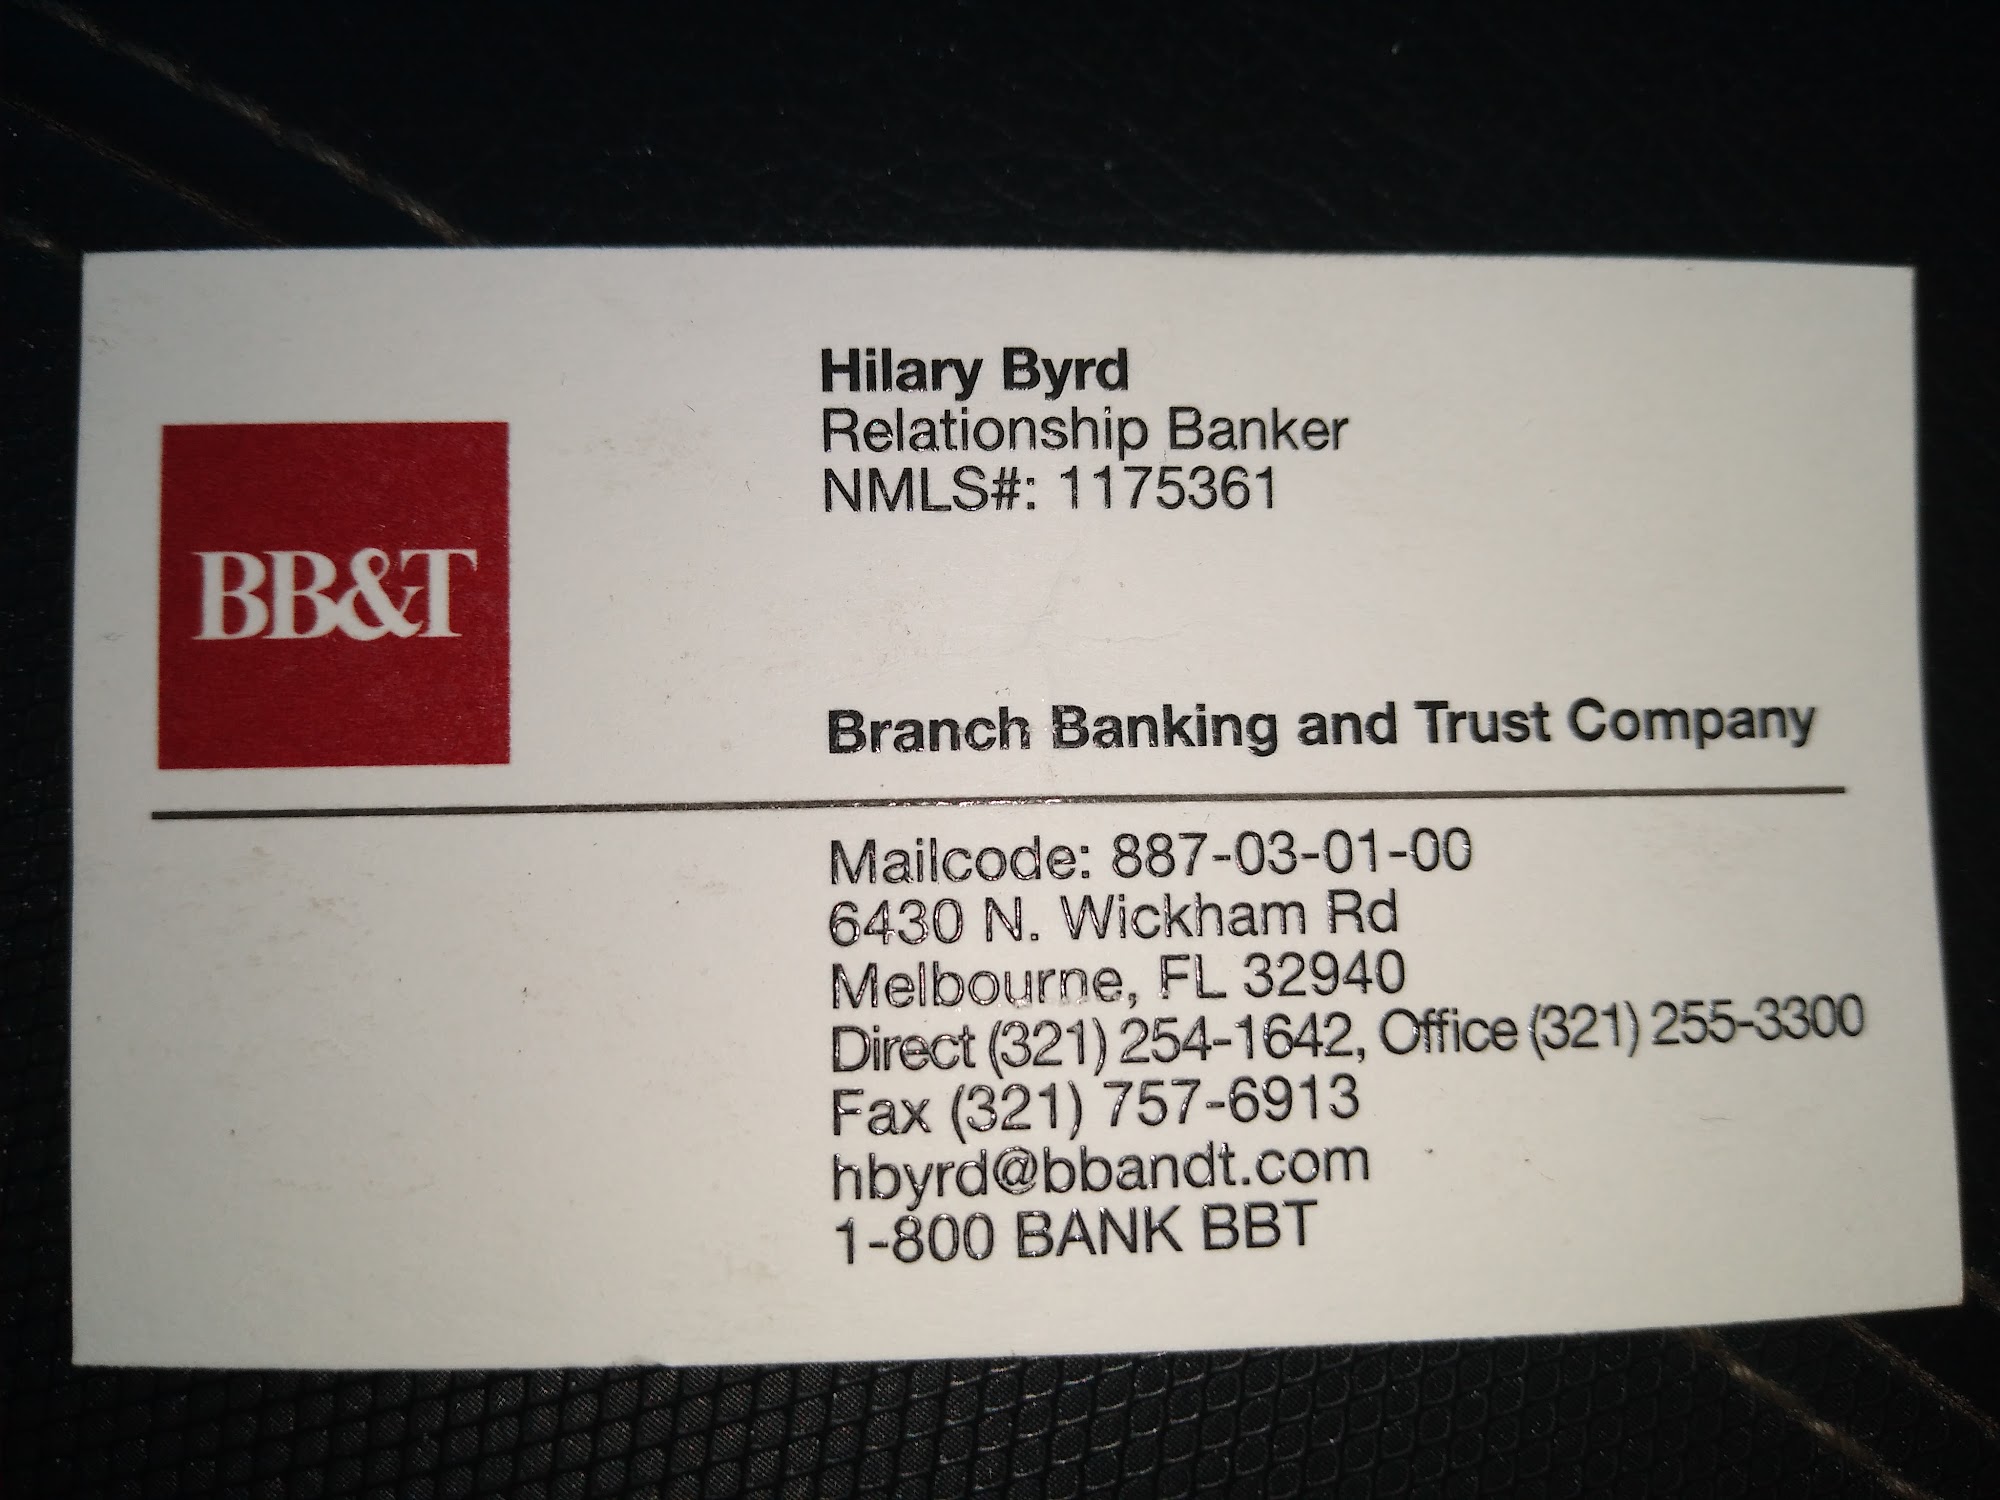 BB&T
Hilary Byrd
Relationship Banker
NMLS#: 1175361
Branch Banking and Trust Company
Mailcode: 887-03-01-00
6430 N. Wickham Rd
Melbourne, FL 32940
Direct (321) 254-1642, Office (321) 255-3300
Fax (321) 757-6913
hbyrd@bbandt.com
1-800 BANK BBT